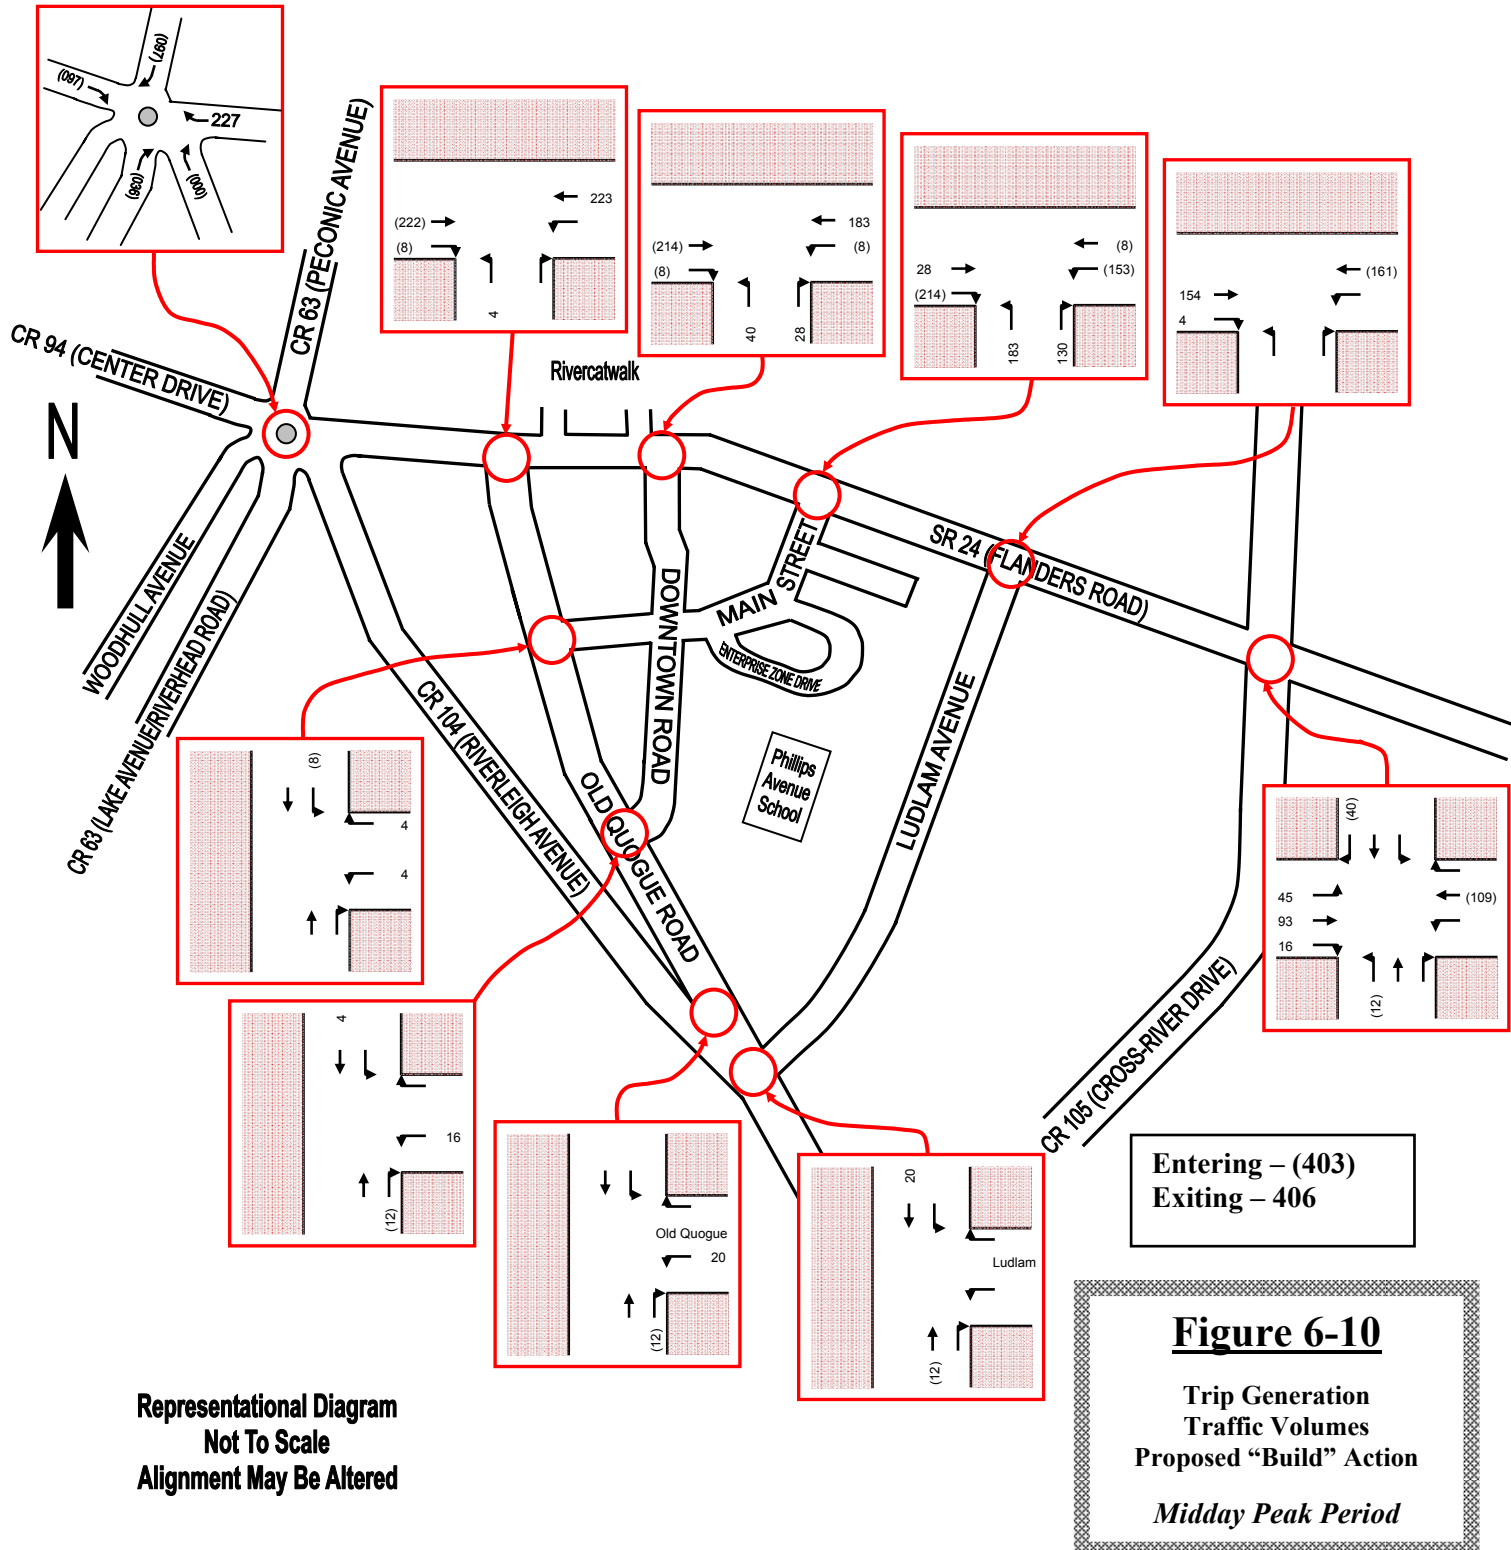 (097)
(097)
227
(036)
(000)
CR 63 (PECONIC AVENUE)
(222)
(8)
223
4
(214)
(8)
183
(8)
40
28
28
(214)
(8)
(153)
183
130
154
4
(161)
CR 94 (CENTER DRIVE)
Rivercatwalk
N
SR 24 (FLANDERS ROAD)
WOODHULL AVENUE
CR 63 (LAKE AVENUE/RIVERHEAD ROAD)
CR 104 (RIVERLEIGH AVENUE)
OLD QUOGUE ROAD
DOWNTOWN ROAD
MAIN STREET
ENTERPRISE ZONE DRIVE
Phillips
Avenue
School
LUDLAM AVENUE
CR 105 (CROSS-RIVER DRIVE)
(8)
4
4
(40)
45
93
16
(109)
(12)
4
16
(12)
Old Quogue
20
(12)
20
Ludlam
(12)
Entering – (403)
Exiting – 406
Representational Diagram
Not To Scale
Alignment May Be Altered
Figure 6-10
Trip Generation
Traffic Volumes
Proposed “Build” Action
Midday Peak Period